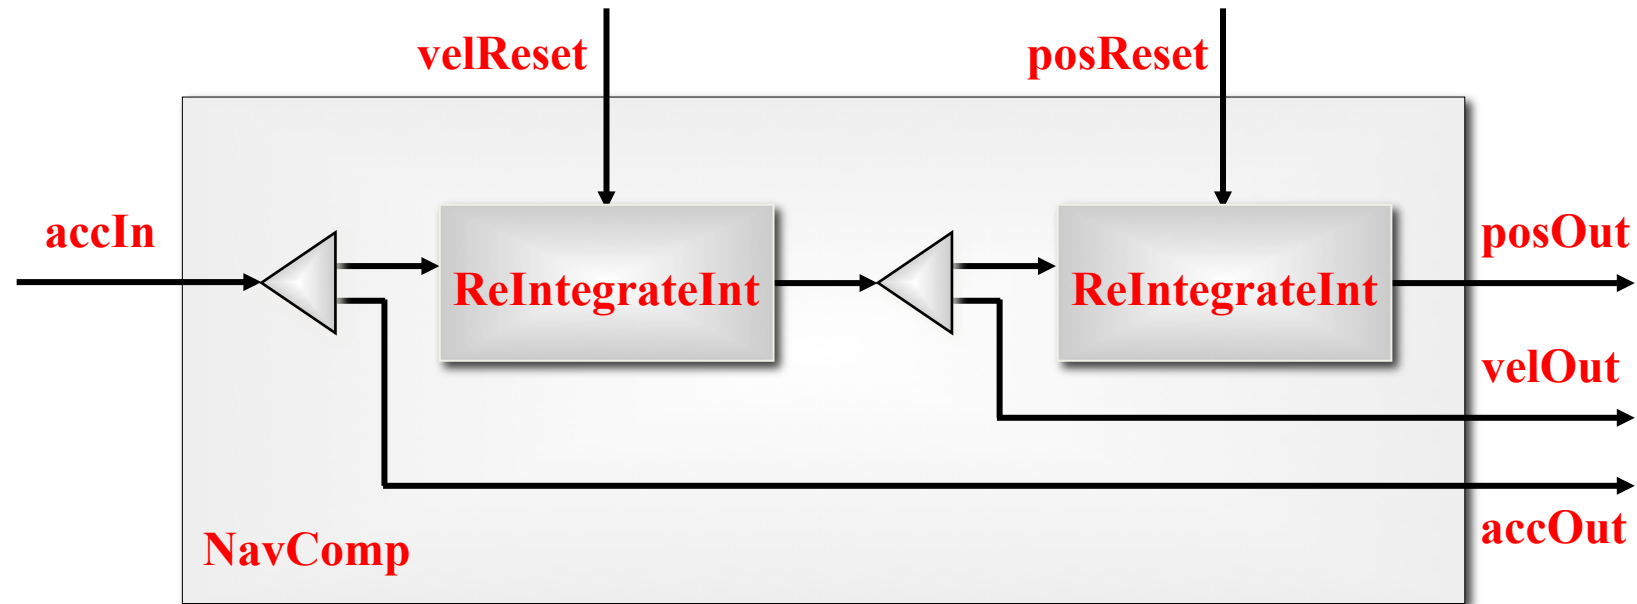 velReset
posReset
accIn
ReIntegrateInt
ReIntegrateInt
posOut
velOut
accOut
NavComp